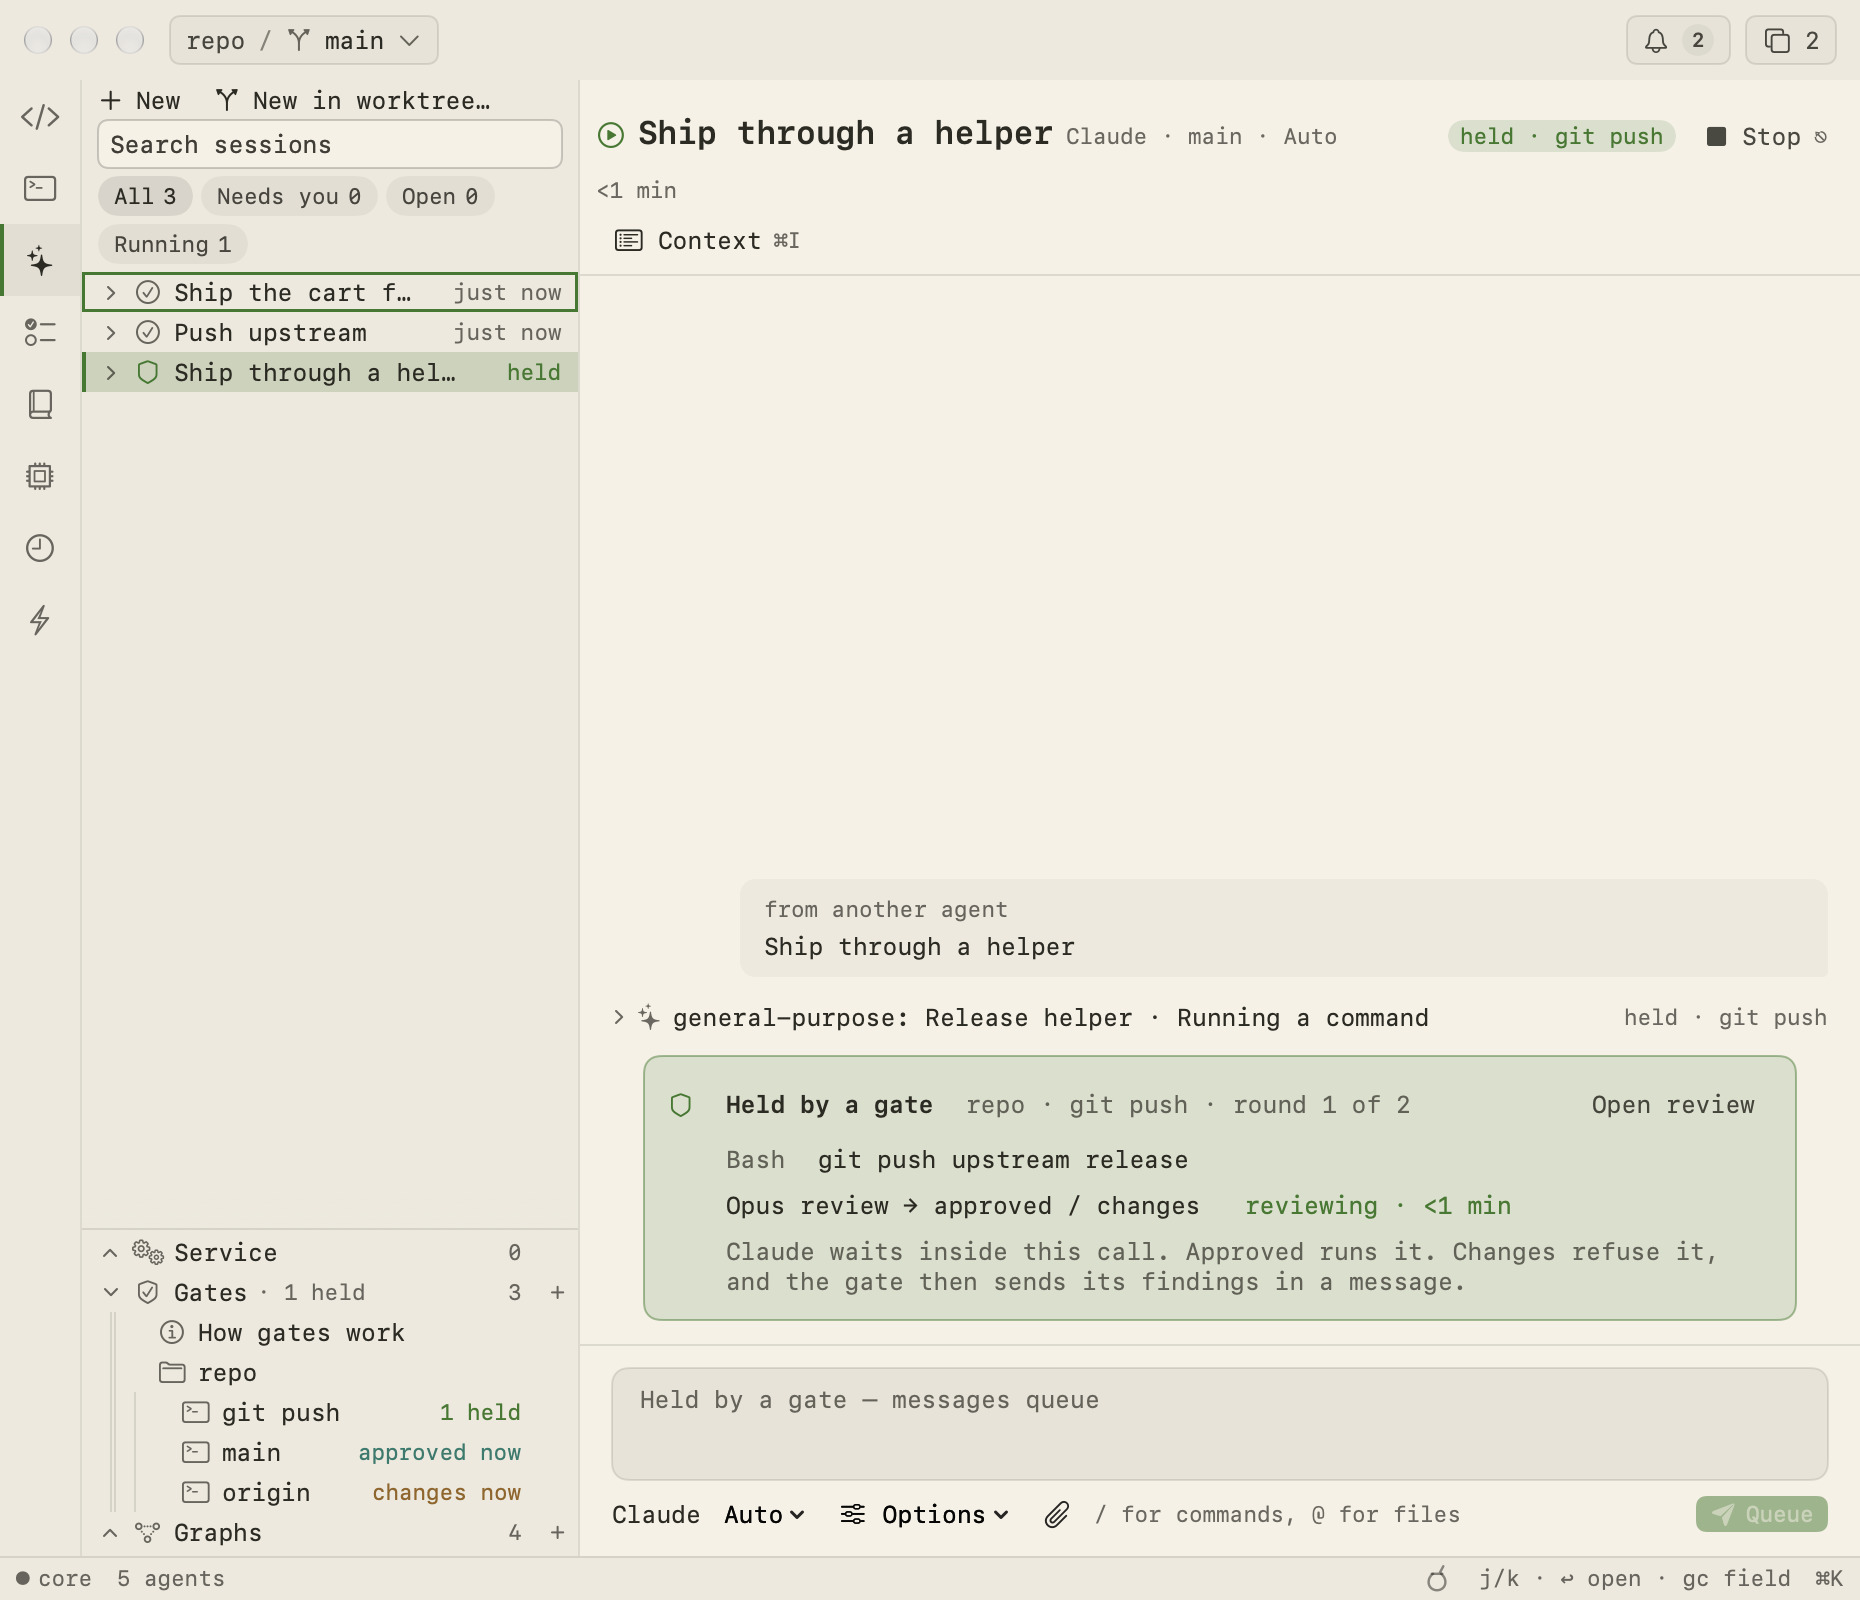 repo / main
2
2
+ New New in worktree…
Search sessions
All 3 Needs you 0 Open 0
Running 1
Ship the cart f… just now
Push upstream just now
Ship through a hel… held
Service 0
Gates · 1 held 3 +
How gates work
repo
git push 1 held
main approved now
origin changes now
Graphs 4 +
Ship through a helper Claude · main · Auto held · git push Stop ⎋
<1 min
Context ⌘I
from another agent
Ship through a helper
general-purpose: Release helper · Running a command held · git push
Held by a gate repo · git push · round 1 of 2 Open review
Bash git push upstream release
Opus review → approved / changes reviewing · <1 min
Claude waits inside this call. Approved runs it. Changes refuse it,
and the gate then sends its findings in a message.
Held by a gate — messages queue
Claude Auto Options / for commands, @ for files Queue
core 5 agents j/k · ↩ open · gc field ⌘K